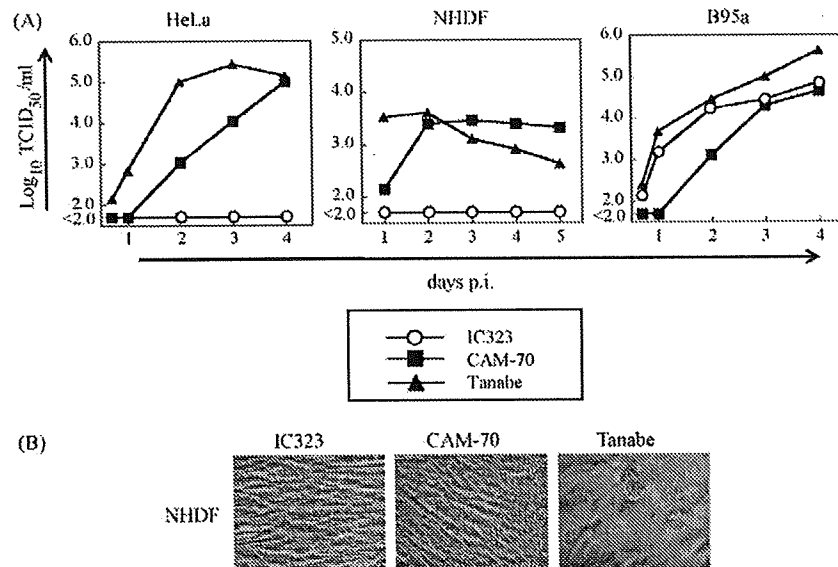 (A)
HeLa
NHDF
B95a
Log10 TCID50/ml
6.0
5.0
4.0
3.0
2.0
<2.0
1 2 3 4
5.0
4.0
3.0
2.0
<2.0
1 2 3 4 5
6.0
5.0
4.0
3.0
2.0
<2.0
1 2 3 4
days p.i.
IC323
CAM-70
Tanabe
(B)
IC323 CAM-70 Tanabe
NHDF